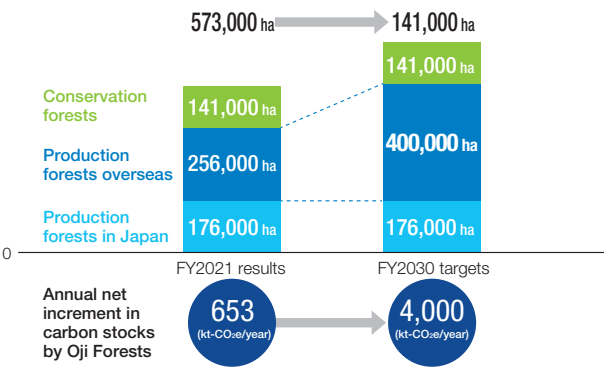 573,000 ha
141,000 ha
141,000 ha
Conservation
forests
141,000 ha
Production
forests overseas
256,000 ha
400,000 ha
Production
forests in Japan
176,000 ha
176,000 ha
0
FY2021 results
FY2030 targets
Annual net
increment in
carbon stocks
by Oji Forests
653
(kt-CO₂e/year)
4,000
(kt-CO₂e/year)